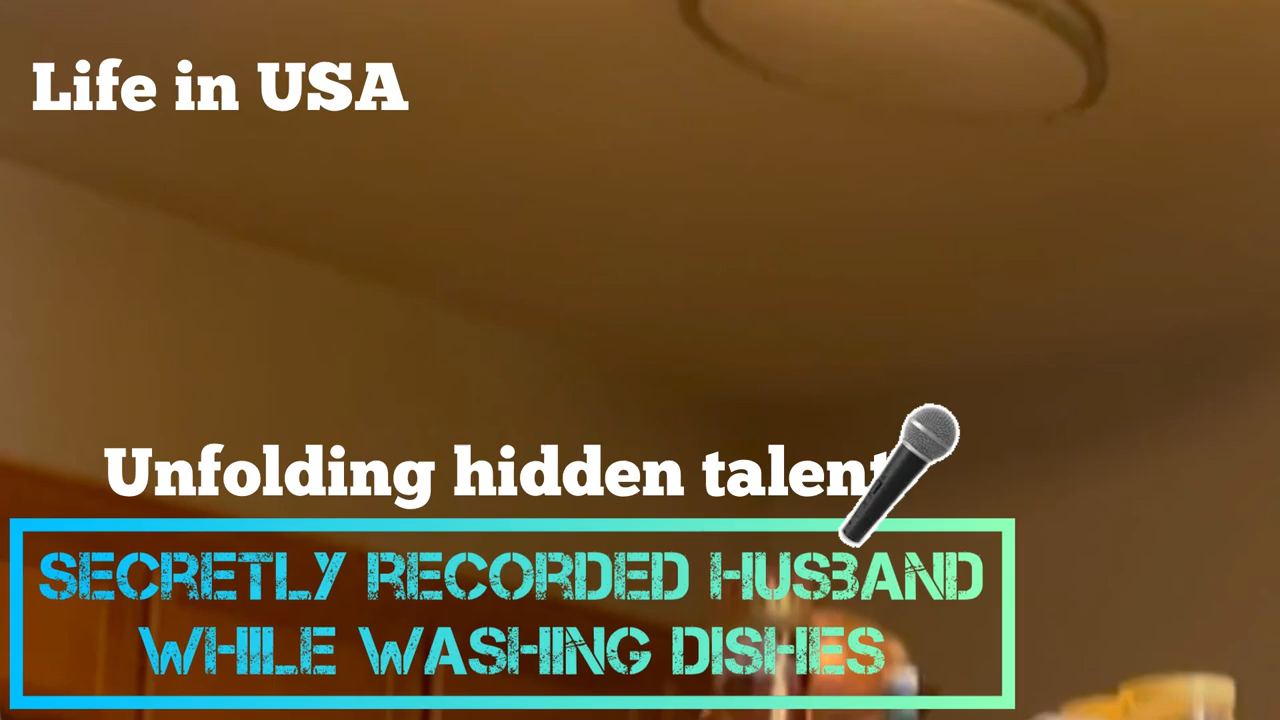 Life in USA
Unfolding hidden talent
SECRETLY RECORDED HUSBAND
WHILE WASHING DISHES